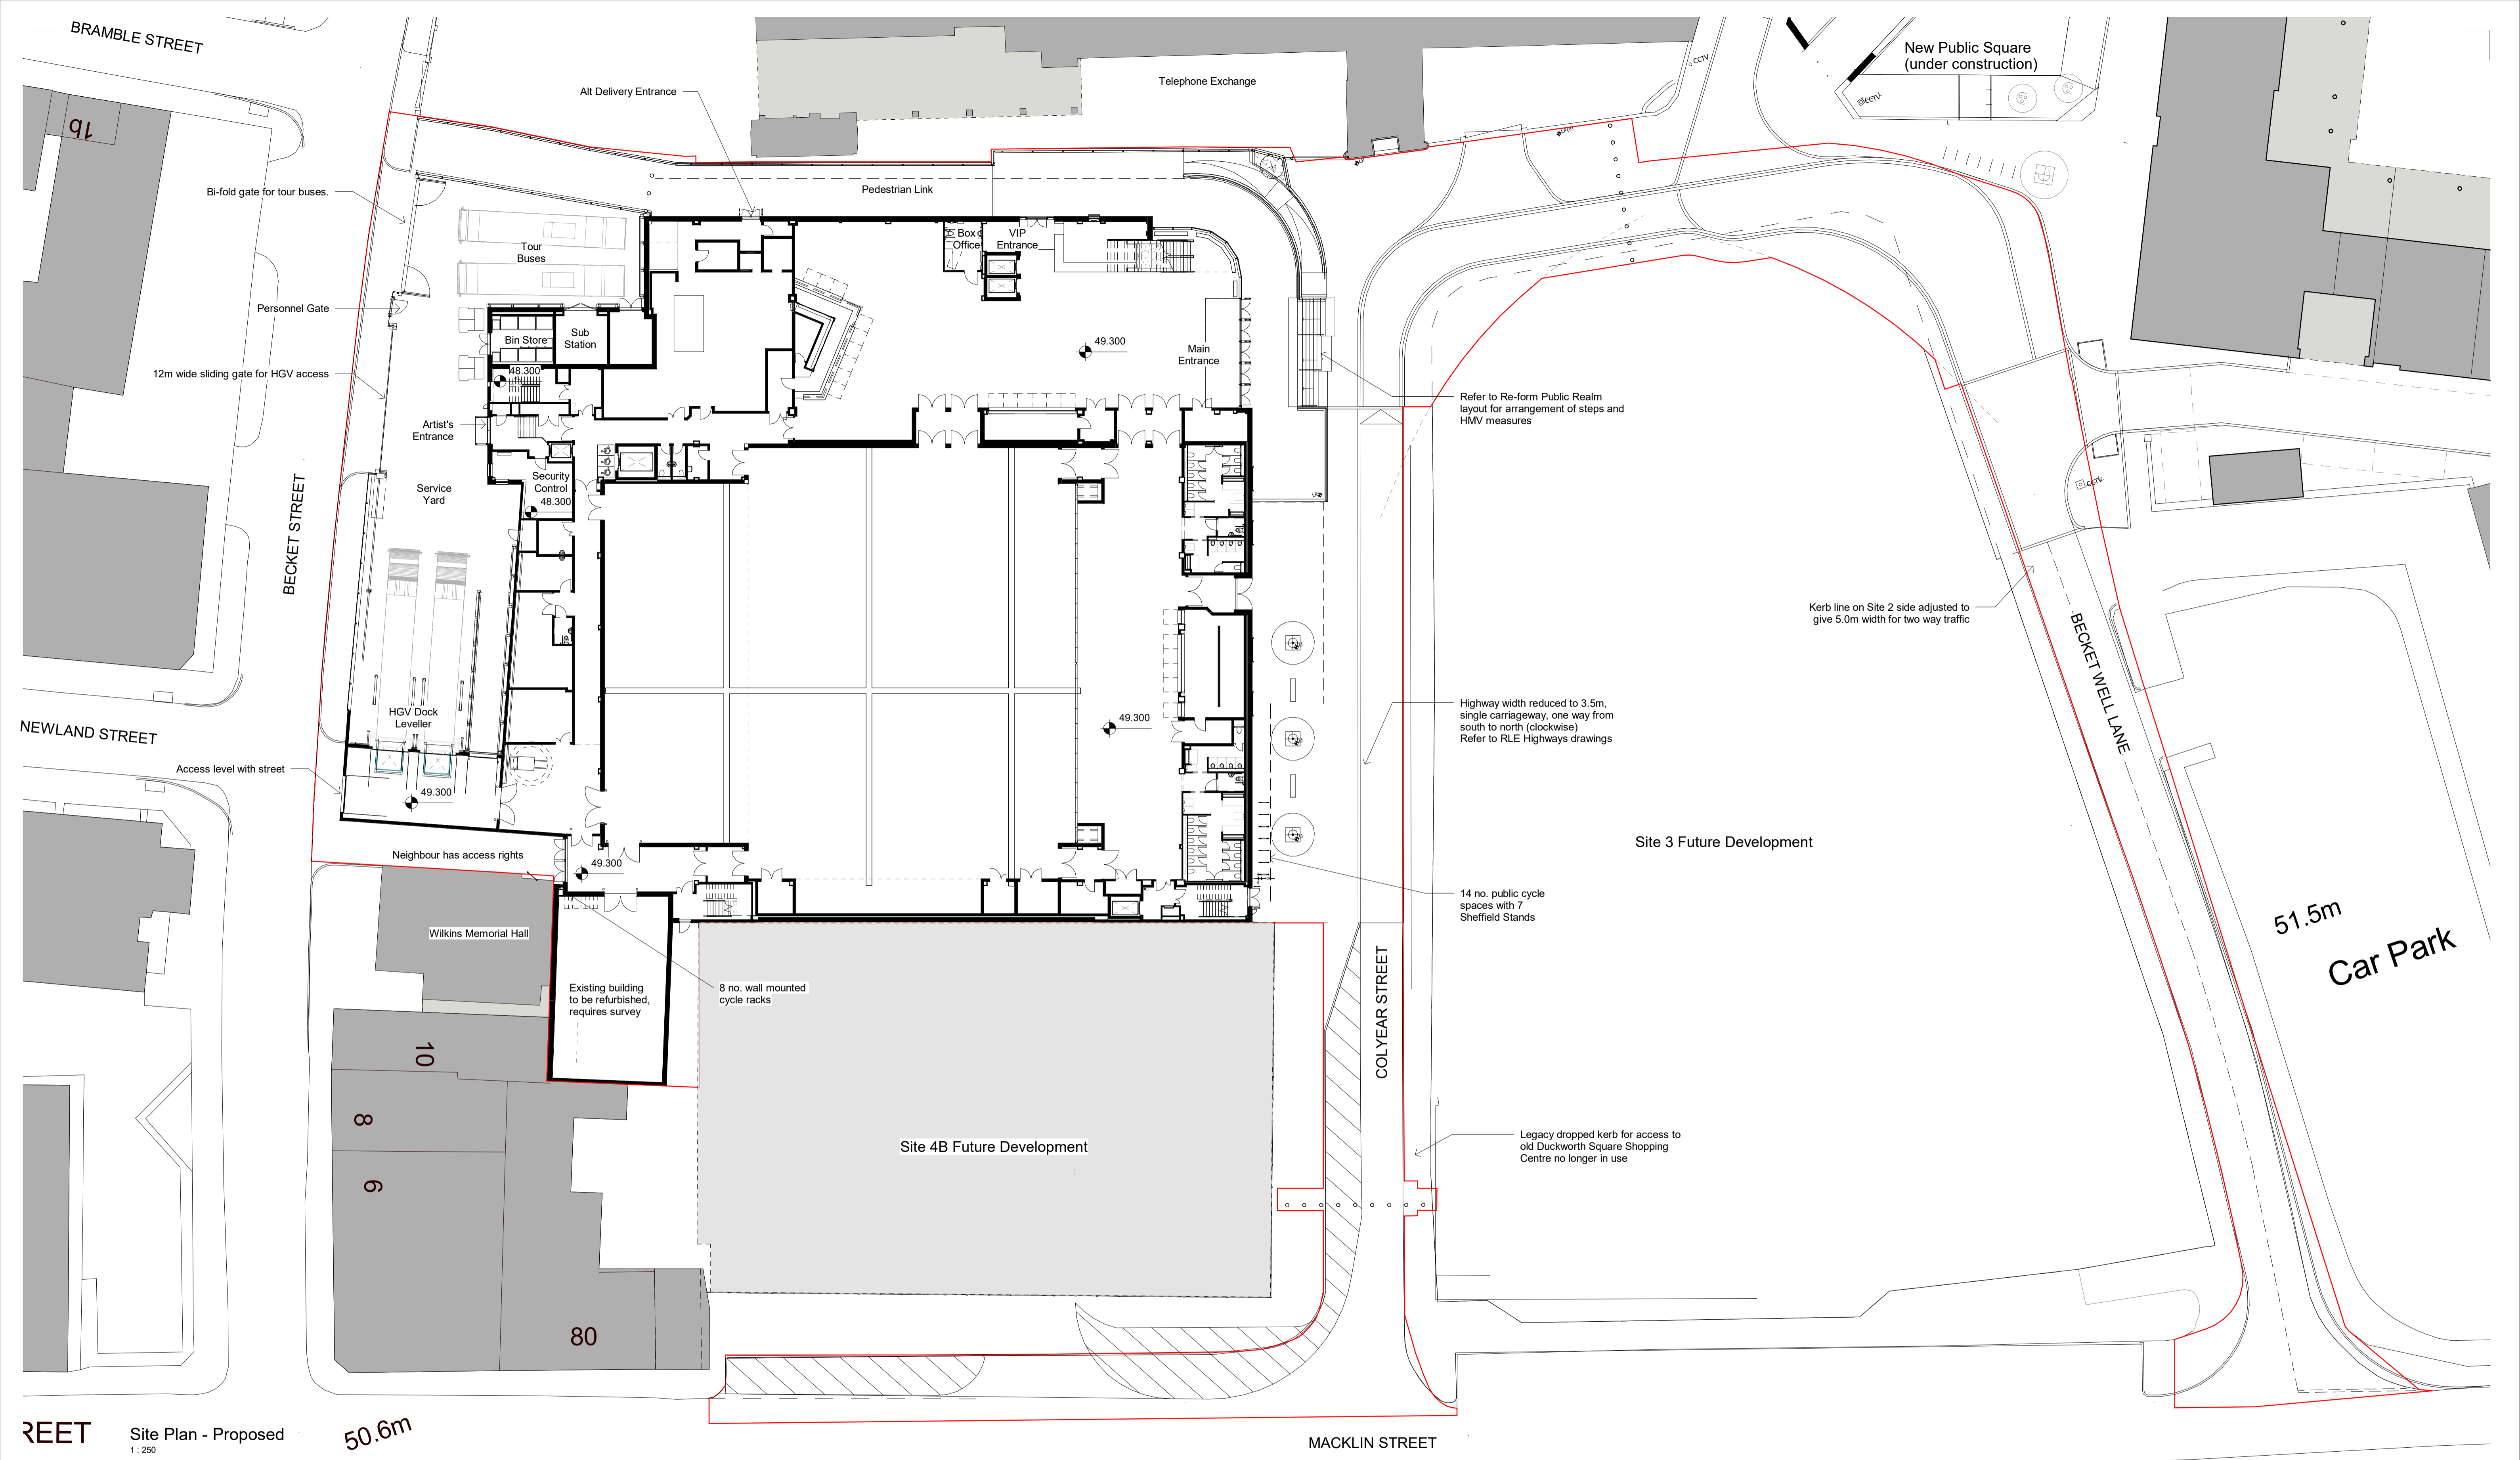 BRAMBLE STREET
1b
Alt Delivery Entrance
Telephone Exchange
CCTV
New Public Square
(under construction)
CCTV
Bi-fold gate for tour buses.
Pedestrian Link
Tour
Buses
Box
Office
VIP
Entrance
Personnel Gate
Bin Store
Sub
Station
49.300
Main
Entrance
12m wide sliding gate for HGV access
48.300
Refer to Re-form Public Realm
layout for arrangement of steps and
HMV measures
Artist's
Entrance
Security
Control
48.300
Service
Yard
CCTV
BECKET STREET
Kerb line on Site 2 side adjusted to
give 5.0m width for two way traffic
BECKET WELL LANE
HGV Dock
Leveller
49.300
Highway width reduced to 3.5m,
single carriageway, one way from
south to north (clockwise)
Refer to RLE Highways drawings
NEWLAND STREET
Access level with street
49.300
Neighbour has access rights
49.300
Site 3 Future Development
14 no. public cycle
spaces with 7
Sheffield Stands
51.5m
Car Park
Wilkins Memorial Hall
Existing building
to be refurbished,
requires survey
8 no. wall mounted
cycle racks
COLYEAR STREET
10
8
6
Site 4B Future Development
Legacy dropped kerb for access to
old Duckworth Square Shopping
Centre no longer in use
80
REET
Site Plan - Proposed
1 : 250
50.6m
MACKLIN STREET